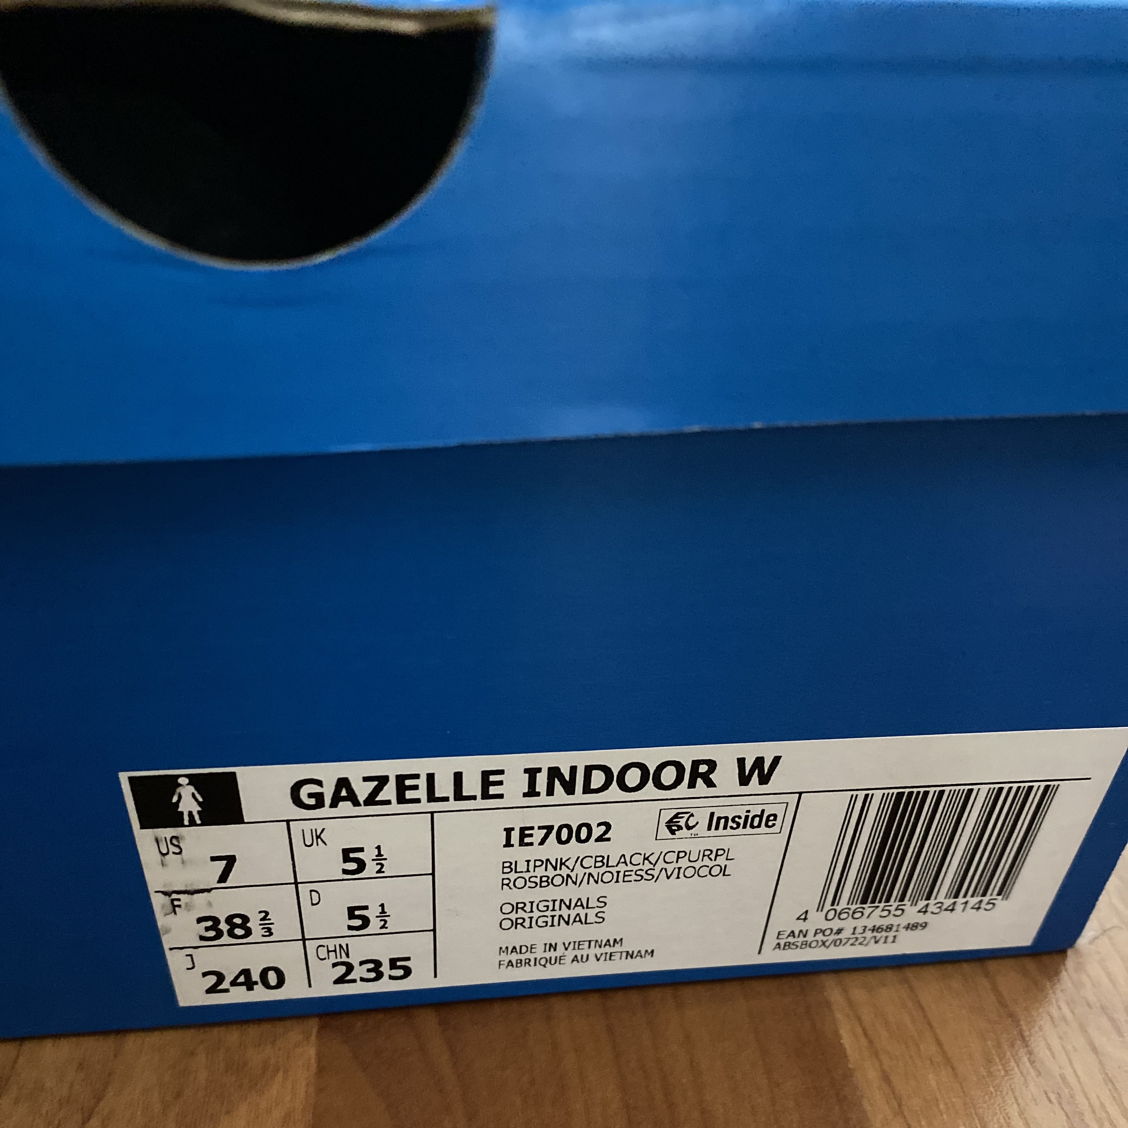 GAZELLE INDOOR W
US 7 UK 5 1/2
F 38 2/3 D 5 1/2
J 240 CHN 235
IE7002 Inside
BLIPNK/CBLACK/CPURPL
ROSBON/NOIESS/VIOCOL
ORIGINALS
ORIGINALS
MADE IN VIETNAM
FABRIQUÉ AU VIETNAM
4 066755 434145
EAN PO# 134681489
ABSBOX/0722/V11